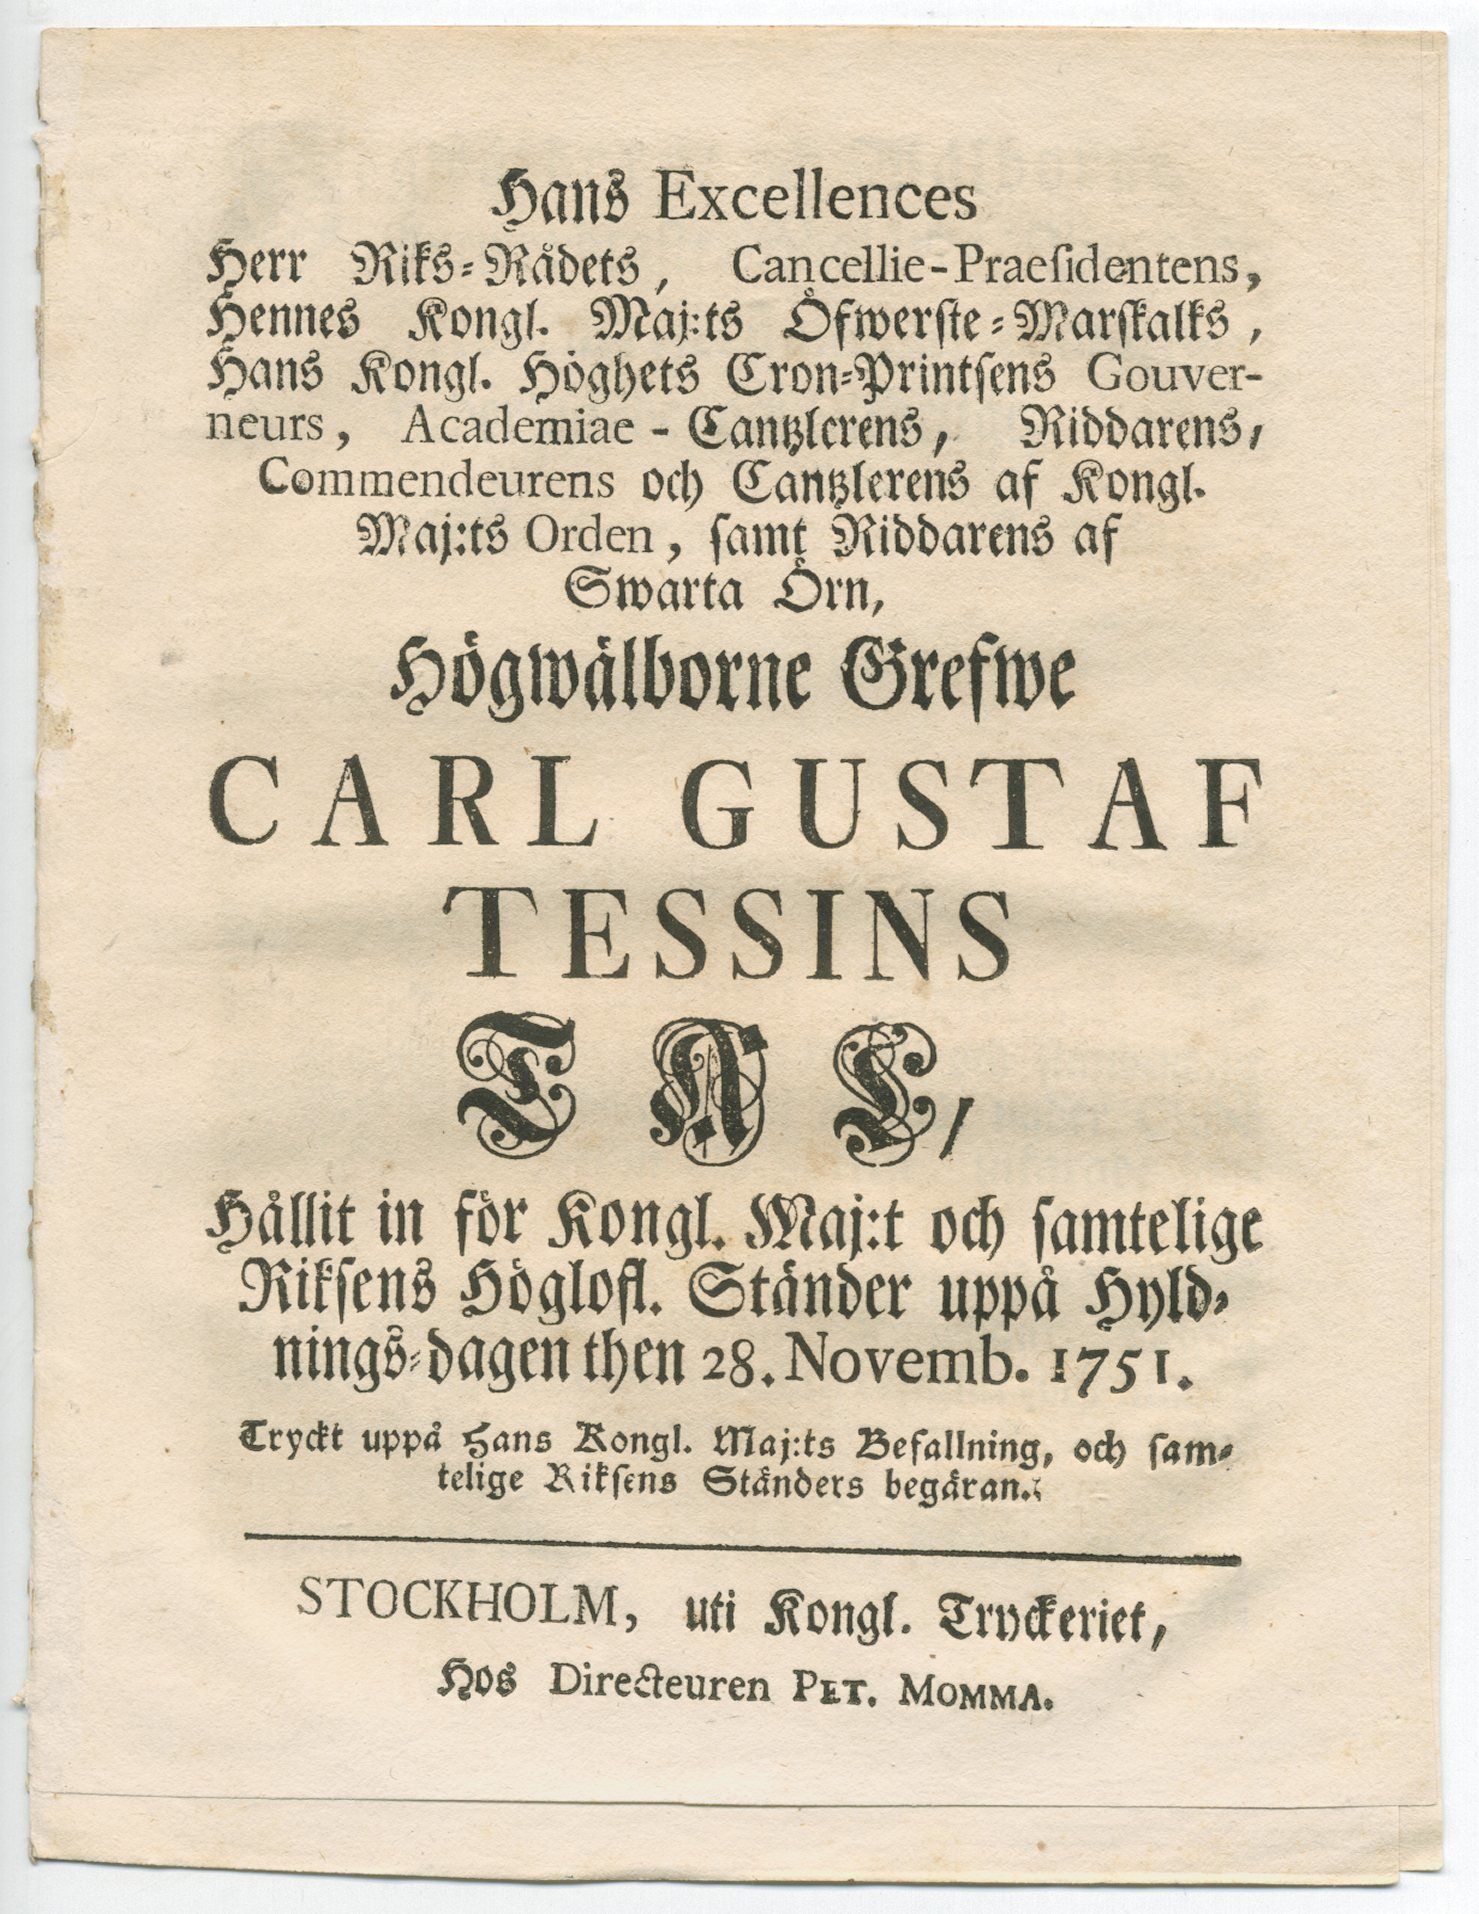 Hans Excellences
Herr Riks-Rådets, Cancellie-Praesidentens,
Hennes Kongl. Maj:ts Öfwerste-Marskalks,
Hans Kongl. Höghets Cron-Printsens Gouver-
neurs, Academiae-Cantzlerens, Riddarens,
Commendeurens och Cantzlerens af Kongl.
Maj:ts Orden, samt Riddarens af
Swarta Örn,
Högwälborne Grefwe
CARL GUSTAF
TESSINS
TAL,
Hållit in för Kongl. Maj:t och samtelige
Riksens Höglofl. Ständer uppå Hyld-
nings-dagen then 28. Novemb. 1751.
Tryckt uppå Hans Kongl. Maj:ts Befallning, och sam-
telige Riksens Ständers begäran.
STOCKHOLM, uti Kongl. Tryckeriet,
Hos Directeuren PET. MOMMA.